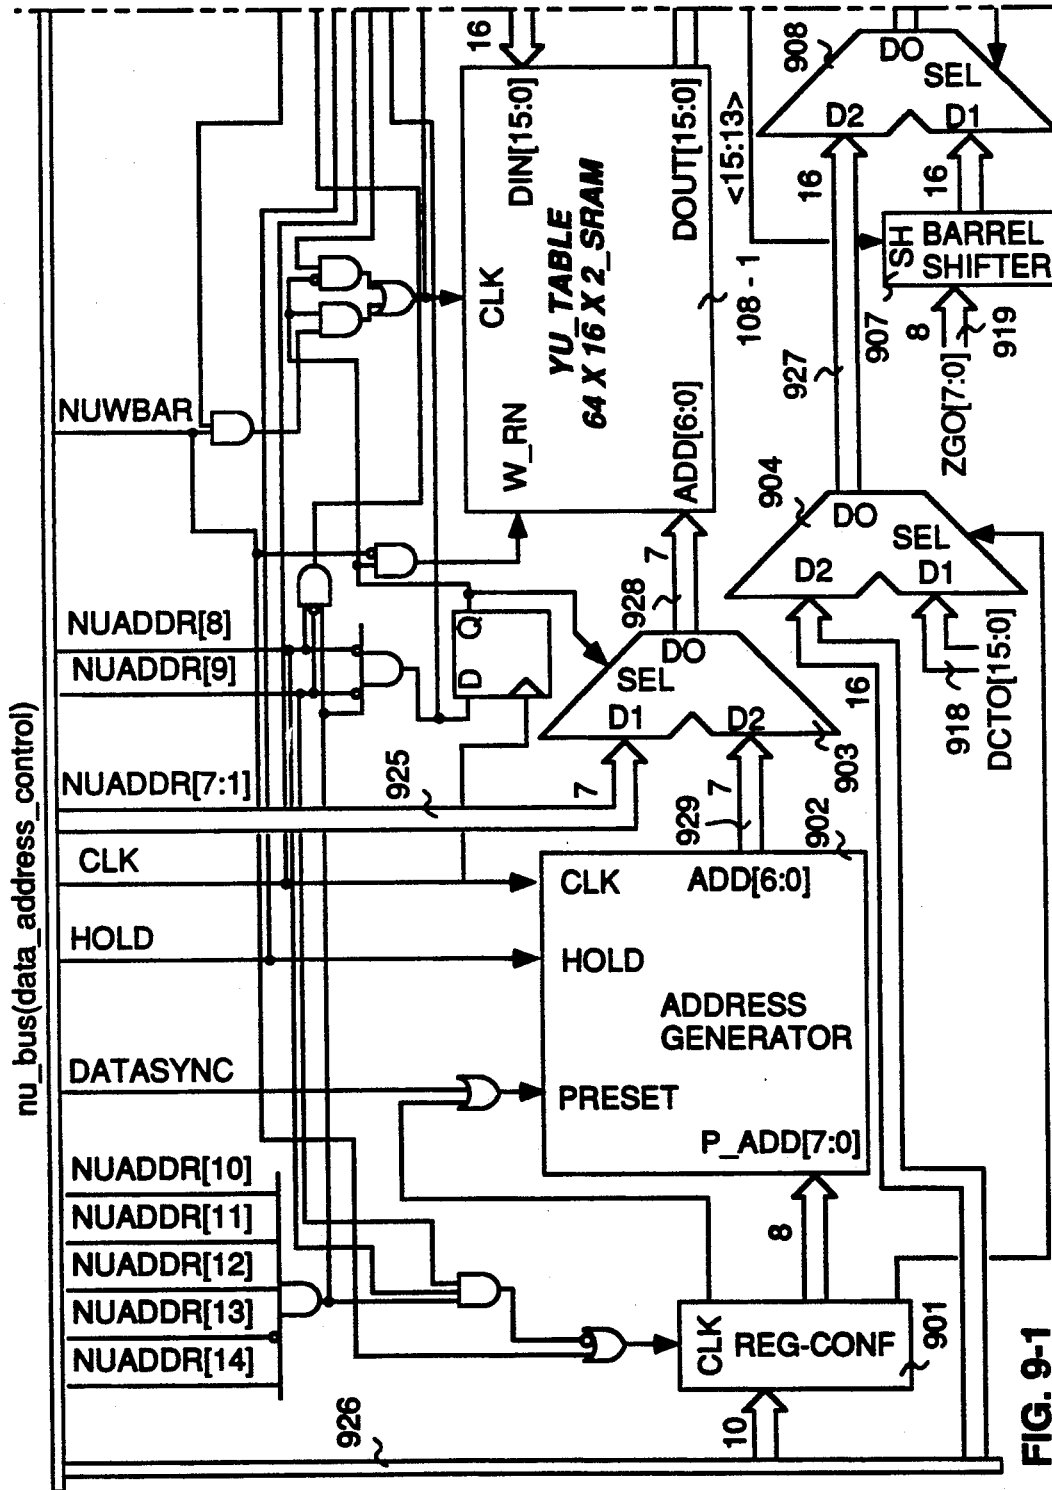 nu_bus(data_address_control)
16
908
DO
SEL
D2
D1
DIN[15:0]
DOUT[15:0]
<15:13>
16
16
YU_TABLE
64 X 16 X 2_SRAM
CLK
SH
BARREL
SHIFTER
108 - 1
907
8
919
927
ZGO[7:0]
NUWBAR
W_RN
ADD[6:0]
904
DO
SEL
D2
D1
7
928
NUADDR[8]
NUADDR[9]
Q
D
DO
SEL
D1
D2
16
918
DCTO[15:0]
903
NUADDR[7:1]
925
7
7
929
902
CLK
CLK
ADD[6:0]
HOLD
HOLD
ADDRESS
GENERATOR
DATASYNC
PRESET
P_ADD[7:0]
NUADDR[10]
NUADDR[11]
NUADDR[12]
NUADDR[13]
NUADDR[14]
8
CLK
REG-CONF
901
926
10
FIG. 9-1